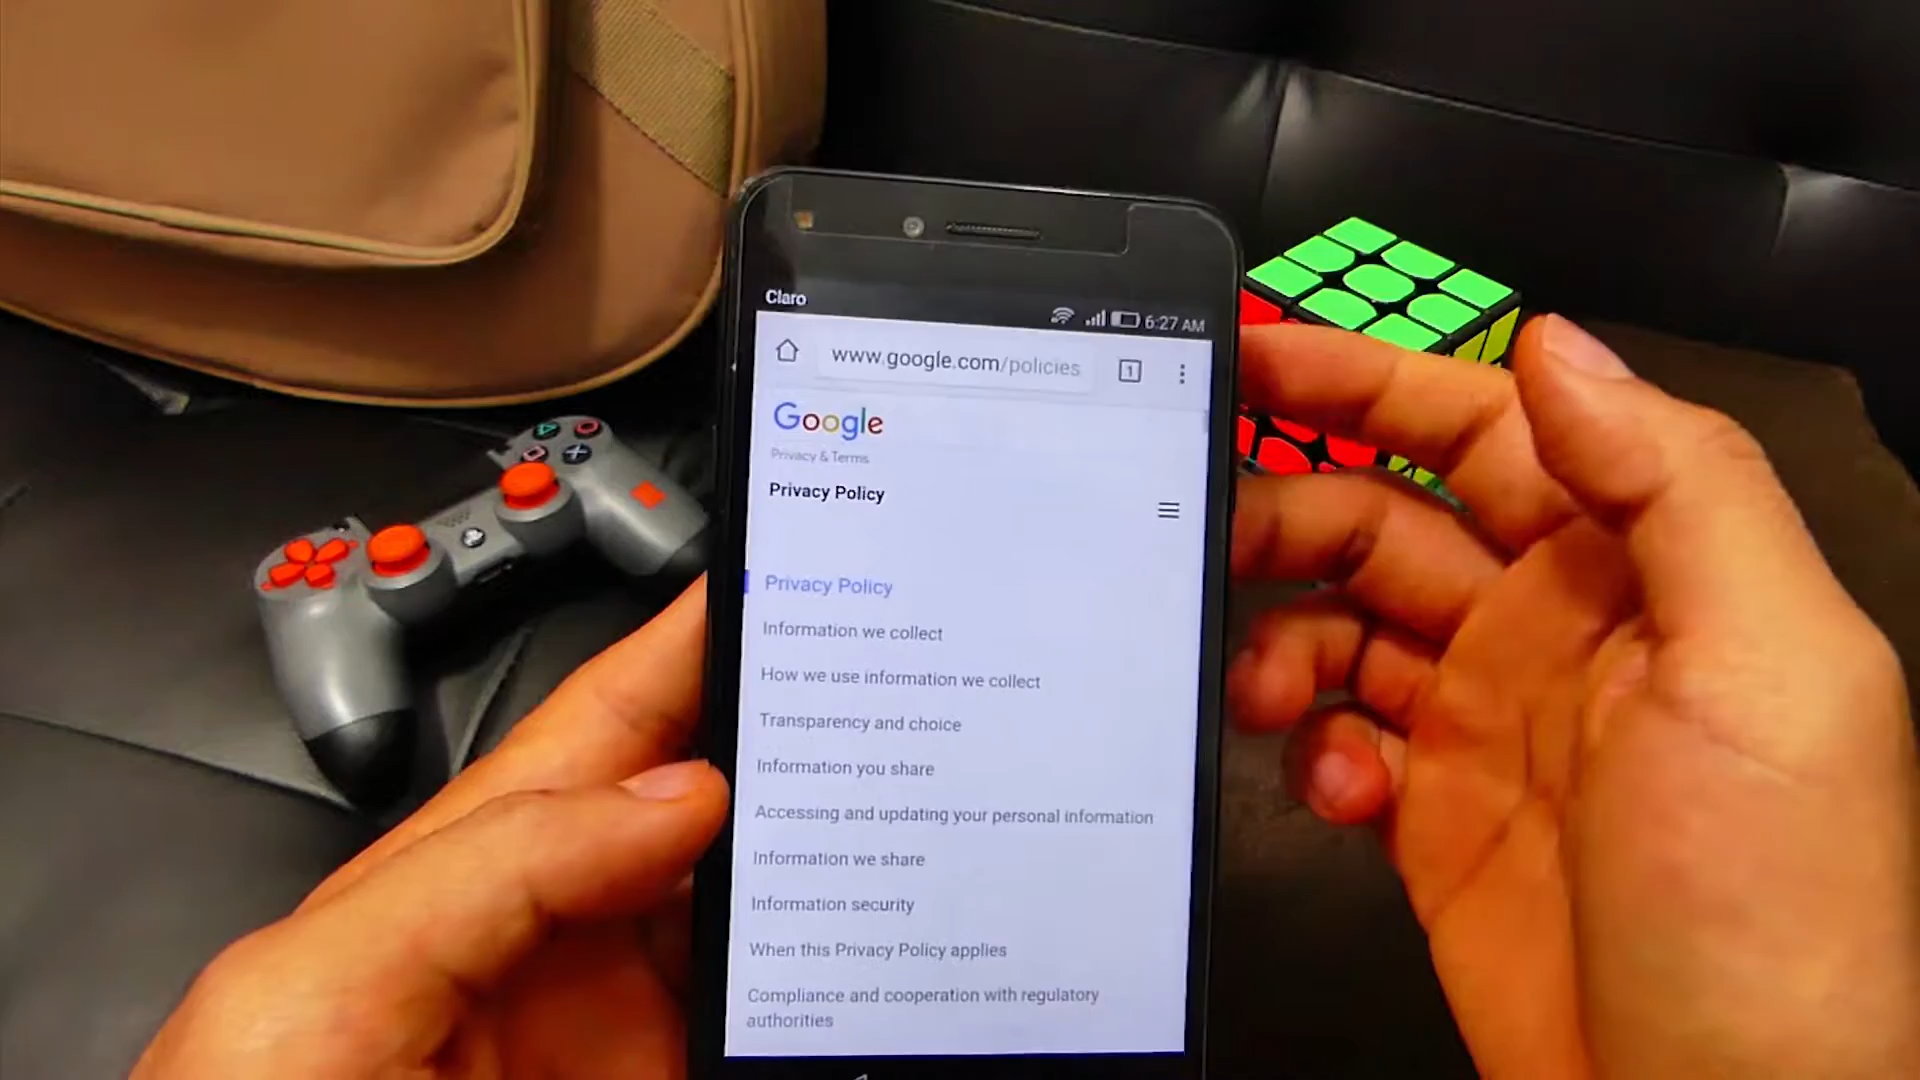 Claro
6:27 AM
www.google.com/policies
1
Google
Privacy & Terms
Privacy Policy
Privacy Policy
Information we collect
How we use information we collect
Transparency and choice
Information you share
Accessing and updating your personal information
Information we share
Information security
When this Privacy Policy applies
Compliance and cooperation with regulatory
authorities